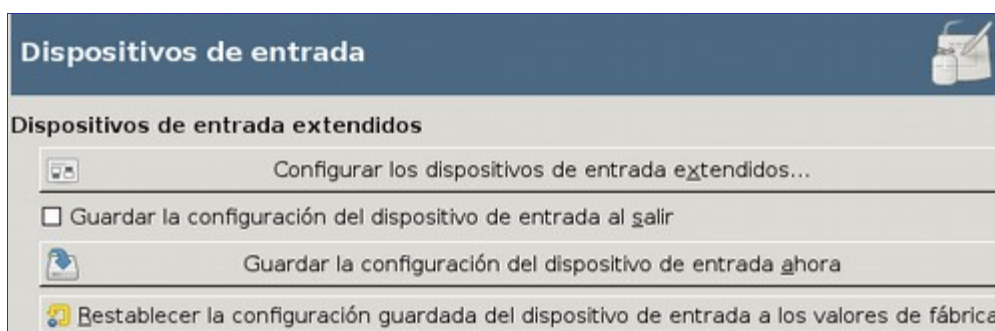 Dispositivos de entrada
Dispositivos de entrada extendidos
Configurar los dispositivos de entrada extendidos...
Guardar la configuración del dispositivo de entrada al salir
Guardar la configuración del dispositivo de entrada ahora
Restablecer la configuración guardada del dispositivo de entrada a los valores de fábrica